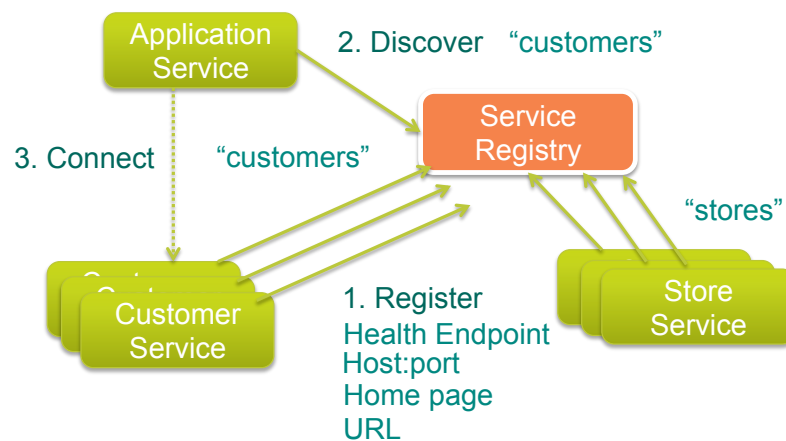 Application
Service
2. Discover “customers”
Service
Registry
3. Connect “customers”
“stores”
Customer
Service
1. Register
Health Endpoint
Host:port
Home page
URL
Store
Service